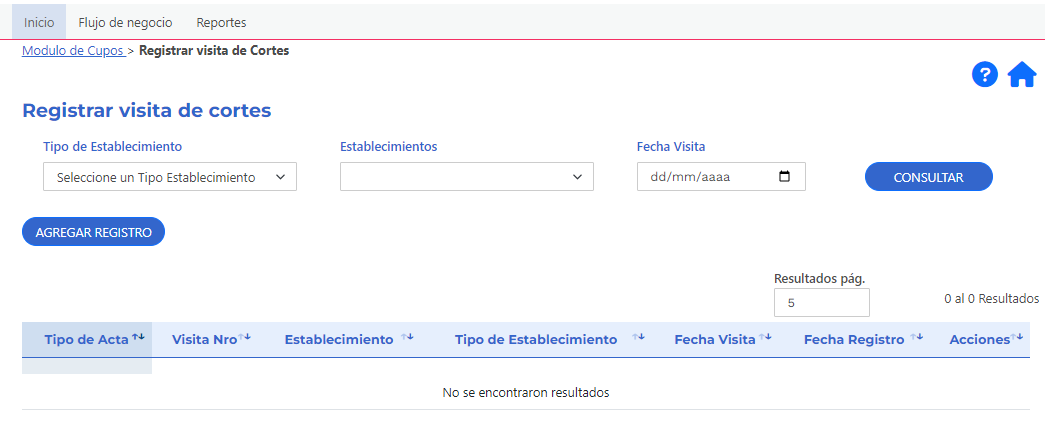 Inicio Flujo de negocio Reportes
Modulo de Cupos > Registrar visita de Cortes
?
Registrar visita de cortes
Tipo de Establecimiento Establecimientos Fecha Visita
Seleccione un Tipo Establecimiento dd/mm/aaaa CONSULTAR
AGREGAR REGISTRO
Resultados pág.
5 0 al 0 Resultados
Tipo de Acta Visita Nro Establecimiento Tipo de Establecimiento Fecha Visita Fecha Registro Acciones
No se encontraron resultados